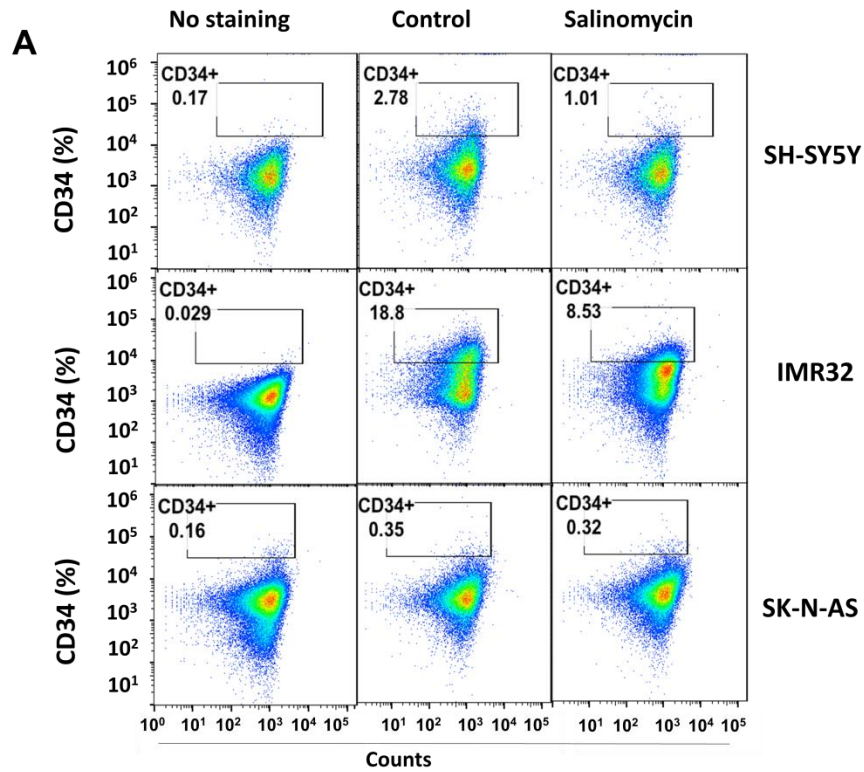 A
No staining Control Salinomycin
CD34 (%)
10⁶
10⁵
10⁴
10³
10²
10¹
CD34+
0.17
CD34+
2.78
CD34+
1.01
SH-SY5Y
CD34 (%)
10⁶
10⁵
10⁴
10³
10²
10¹
CD34+
0.029
CD34+
18.8
CD34+
8.53
IMR32
CD34 (%)
10⁶
10⁵
10⁴
10³
10²
10¹
CD34+
0.16
CD34+
0.35
CD34+
0.32
SK-N-AS
10⁰ 10¹ 10² 10³ 10⁴ 10⁵ 10¹ 10² 10³ 10⁴ 10⁵ 10¹ 10² 10³ 10⁴ 10⁵
Counts